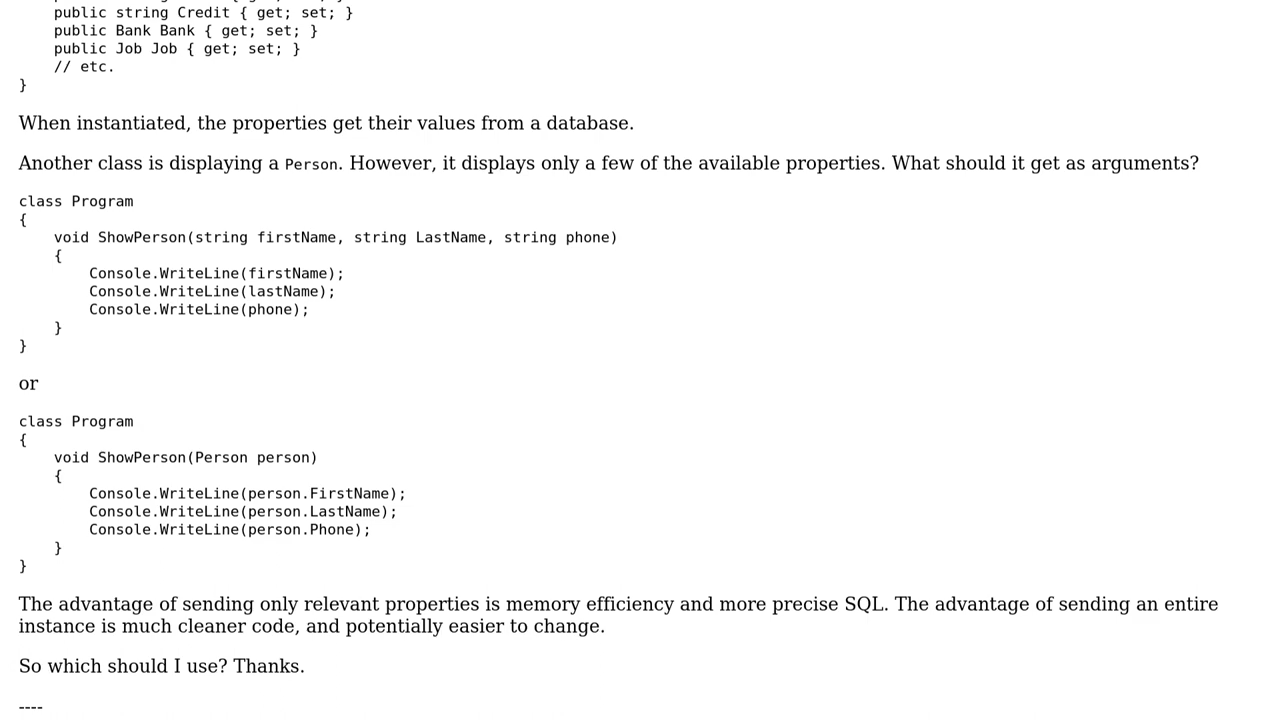 public string Credit { get; set; }
    public Bank Bank { get; set; }
    public Job Job { get; set; }
    // etc.
}
When instantiated, the properties get their values from a database.
Another class is displaying a Person. However, it displays only a few of the available properties. What should it get as arguments?
class Program
{
    void ShowPerson(string firstName, string LastName, string phone)
    {
        Console.WriteLine(firstName);
        Console.WriteLine(lastName);
        Console.WriteLine(phone);
    }
}
or
class Program
{
    void ShowPerson(Person person)
    {
        Console.WriteLine(person.FirstName);
        Console.WriteLine(person.LastName);
        Console.WriteLine(person.Phone);
    }
}
The advantage of sending only relevant properties is memory efficiency and more precise SQL. The advantage of sending an entire
instance is much cleaner code, and potentially easier to change.
So which should I use? Thanks.
----